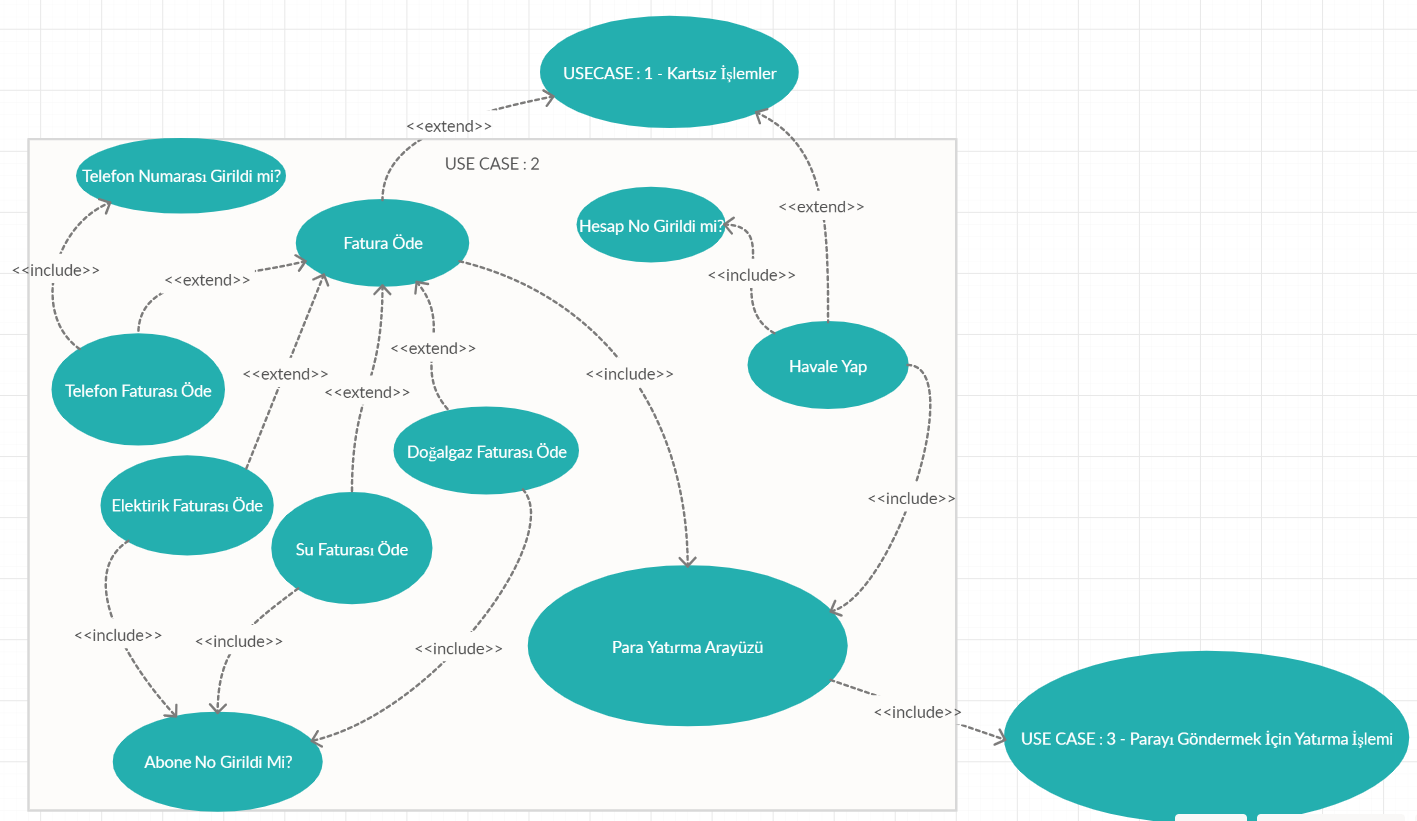 USECASE : 1 - Kartsız İşlemler
<<extend>>
USE CASE : 2
Telefon Numarası Girildi mi?
<<extend>>
Hesap No Girildi mi?
Fatura Öde
<<include>>
<<extend>>
<<include>>
<<extend>>
<<extend>>
<<include>>
Havale Yap
Telefon Faturası Öde
<<extend>>
Doğalgaz Faturası Öde
<<include>>
Elektirik Faturası Öde
Su Faturası Öde
<<include>>
<<include>>
<<include>>
Para Yatırma Arayüzü
<<include>>
USE CASE : 3 - Parayı Göndermek İçin Yatırma İşlemi
Abone No Girildi Mi?